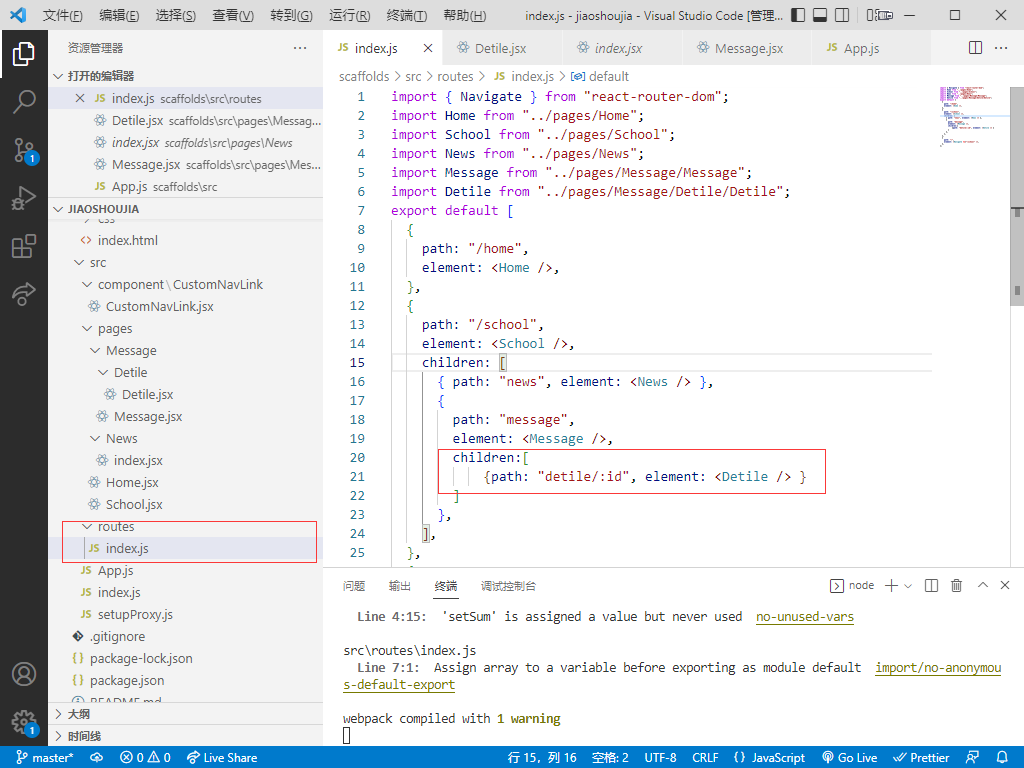 文件(F) 编辑(E) 选择(S) 查看(V) 转到(G) 运行(R) 终端(T) 帮助(H) index.js - jiaoshoujia - Visual Studio Code [管理...
资源管理器 ···
打开的编辑器
JS index.js scaffolds\src\routes
Detile.jsx scaffolds\src\pages\Messag...
index.jsx scaffolds\src\pages\News
Message.jsx scaffolds\src\pages\Mes...
JS App.js scaffolds\src
JIAOSHOUJIA
css
<> index.html
src
component \ CustomNavLink
CustomNavLink.jsx
pages
Message
Detile
Detile.jsx
Message.jsx
News
index.jsx
Home.jsx
School.jsx
routes
JS index.js
JS App.js
JS index.js
JS setupProxy.js
.gitignore
{} package-lock.json
{} package.json
README.md
大纲
时间线
1
1
JS index.js Detile.jsx index.jsx Message.jsx JS App.js ···
scaffolds > src > routes > JS index.js > default
1 import { Navigate } from "react-router-dom";
2 import Home from "../pages/Home";
3 import School from "../pages/School";
4 import News from "../pages/News";
5 import Message from "../pages/Message/Message";
6 import Detile from "../pages/Message/Detile/Detile";
7 export default [
8 {
9 path: "/home",
10 element: <Home />,
11 },
12 {
13 path: "/school",
14 element: <School />,
15 children: [
16 { path: "news", element: <News /> },
17 {
18 path: "message",
19 element: <Message />,
20 children:[
21 {path: "detile/:id", element: <Detile /> }
22 ]
23 },
24 ],
25 },
问题 输出 终端 调试控制台 node
Line 4:15: 'setSum' is assigned a value but never used no-unused-vars
src\routes\index.js
Line 7:1: Assign array to a variable before exporting as module default import/no-anonymou
s-default-export
webpack compiled with 1 warning
master* 0 0 Live Share 行 15，列 16 空格: 2 UTF-8 CRLF {} JavaScript Go Live Prettier